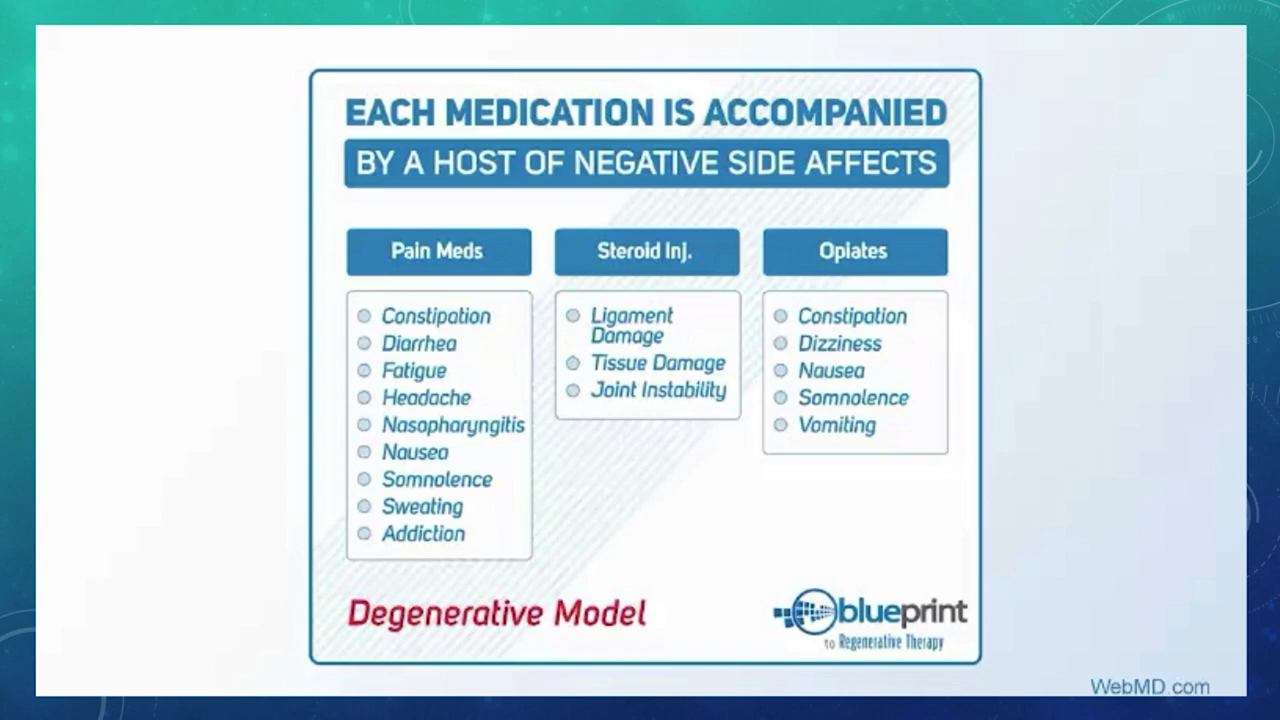 EACH MEDICATION IS ACCOMPANIED
BY A HOST OF NEGATIVE SIDE AFFECTS
Pain Meds
Constipation
Diarrhea
Fatigue
Headache
Nasopharyngitis
Nausea
Somnolence
Sweating
Addiction
Steroid Inj.
Ligament
Damage
Tissue Damage
Joint Instability
Opiates
Constipation
Dizziness
Nausea
Somnolence
Vomiting
Degenerative Model
blueprint
to Regenerative Therapy
WebMD.com